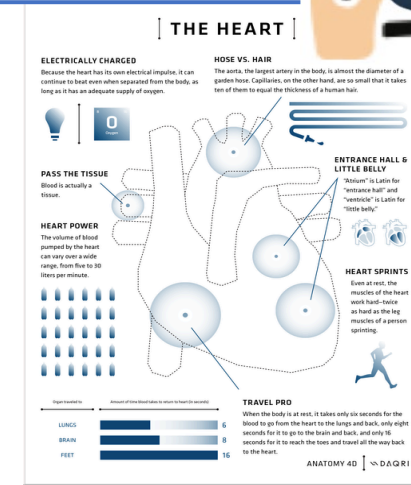 THE HEART
ELECTRICALLY CHARGED
Because the heart has its own electrical impulse, it can
continue to beat even when separated from the body, as
long as it has an adequate supply of oxygen.
O
Oxygen
HOSE VS. HAIR
The aorta, the largest artery in the body, is almost the diameter of a
garden hose. Capillaries, on the other hand, are so small that it takes
ten of them to equal the thickness of a human hair.
PASS THE TISSUE
Blood is actually a
tissue.
ENTRANCE HALL &
LITTLE BELLY
"Atrium" is Latin for
"entrance hall" and
"ventricle" is Latin for
"little belly."
HEART POWER
The volume of blood
pumped by the heart
can vary over a wide
range, from five to 30
liters per minute.
HEART SPRINTS
Even at rest, the
muscles of the heart
work hard–twice
as hard as the leg
muscles of a person
sprinting.
Organ traveled to
Amount of time blood takes to return to heart (in seconds)
LUNGS 6
BRAIN 8
FEET 16
TRAVEL PRO
When the body is at rest, it takes only six seconds for the
blood to go from the heart to the lungs and back, only eight
seconds for it to go to the brain and back, and only 16
seconds for it to reach the toes and travel all the way back
to the heart.
ANATOMY 4D DAQRI